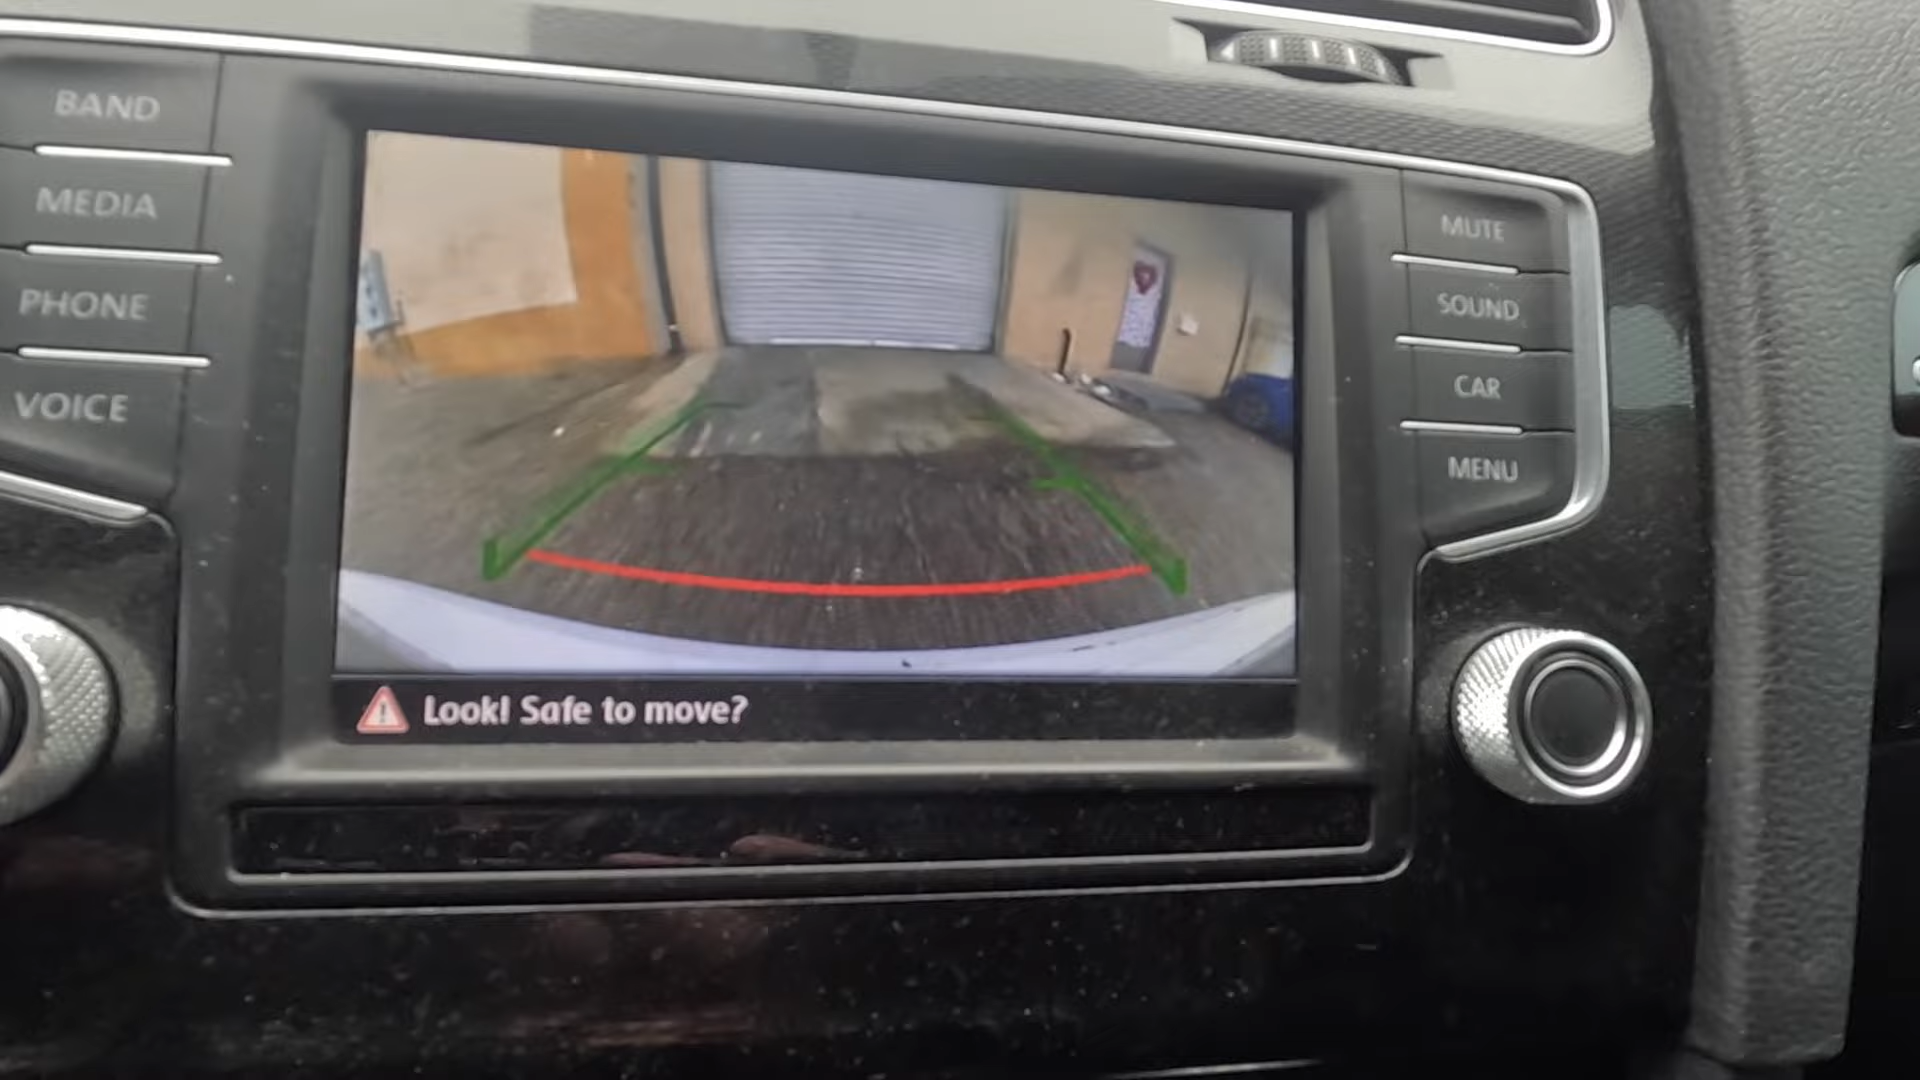 BAND
MEDIA
PHONE
VOICE
MUTE
SOUND
CAR
MENU
Look! Safe to move?